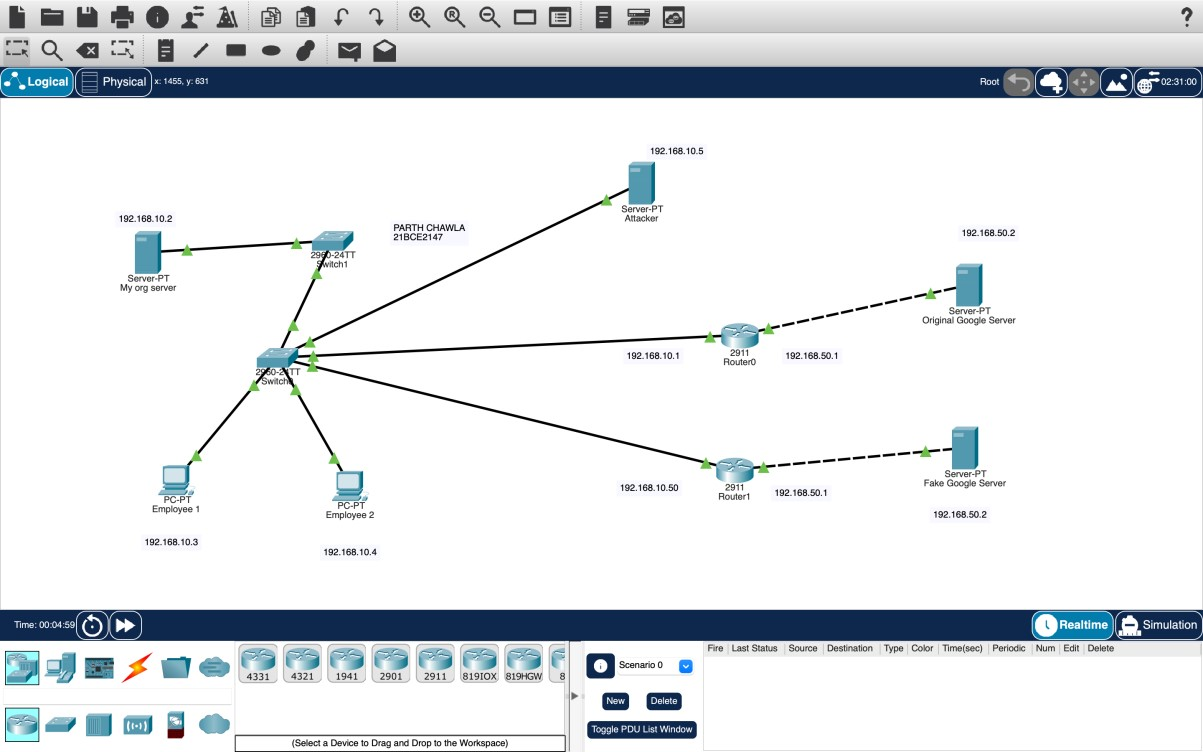 Logical
Physical
x: 1455, y: 631
Root
02:31:00
192.168.10.5
Server-PT
Attacker
192.168.10.2
PARTH CHAWLA
21BCE2147
192.168.50.2
2960-24TT
Switch1
Server-PT
My org server
Server-PT
Original Google Server
192.168.10.1
2911
Router0
192.168.50.1
2960-24TT
Switch0
Server-PT
Fake Google Server
192.168.10.50
2911
Router1
192.168.50.1
PC-PT
Employee 1
PC-PT
Employee 2
192.168.50.2
192.168.10.3
192.168.10.4
Time: 00:04:59
Realtime
Simulation
4331
4321
1941
2901
2911
819IOX
819HGW
8
(Select a Device to Drag and Drop to the Workspace)
Scenario 0
New
Delete
Toggle PDU List Window
Fire
Last Status
Source
Destination
Type
Color
Time(sec)
Periodic
Num
Edit
Delete